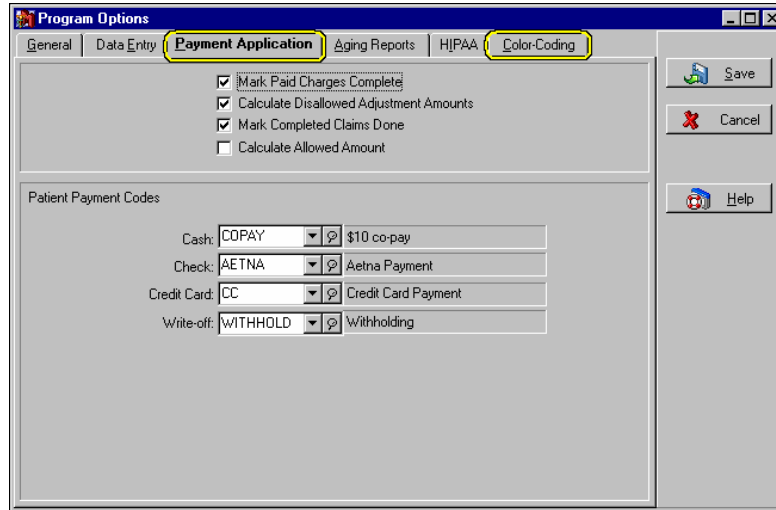 Program Options
General Data Entry Payment Application Aging Reports HIPAA Color-Coding
Mark Paid Charges Complete
Calculate Disallowed Adjustment Amounts
Mark Completed Claims Done
Calculate Allowed Amount
Save
Cancel
Help
Patient Payment Codes
Cash: COPAY $10 co-pay
Check: AETNA Aetna Payment
Credit Card: CC Credit Card Payment
Write-off: WITHHOLD Withholding